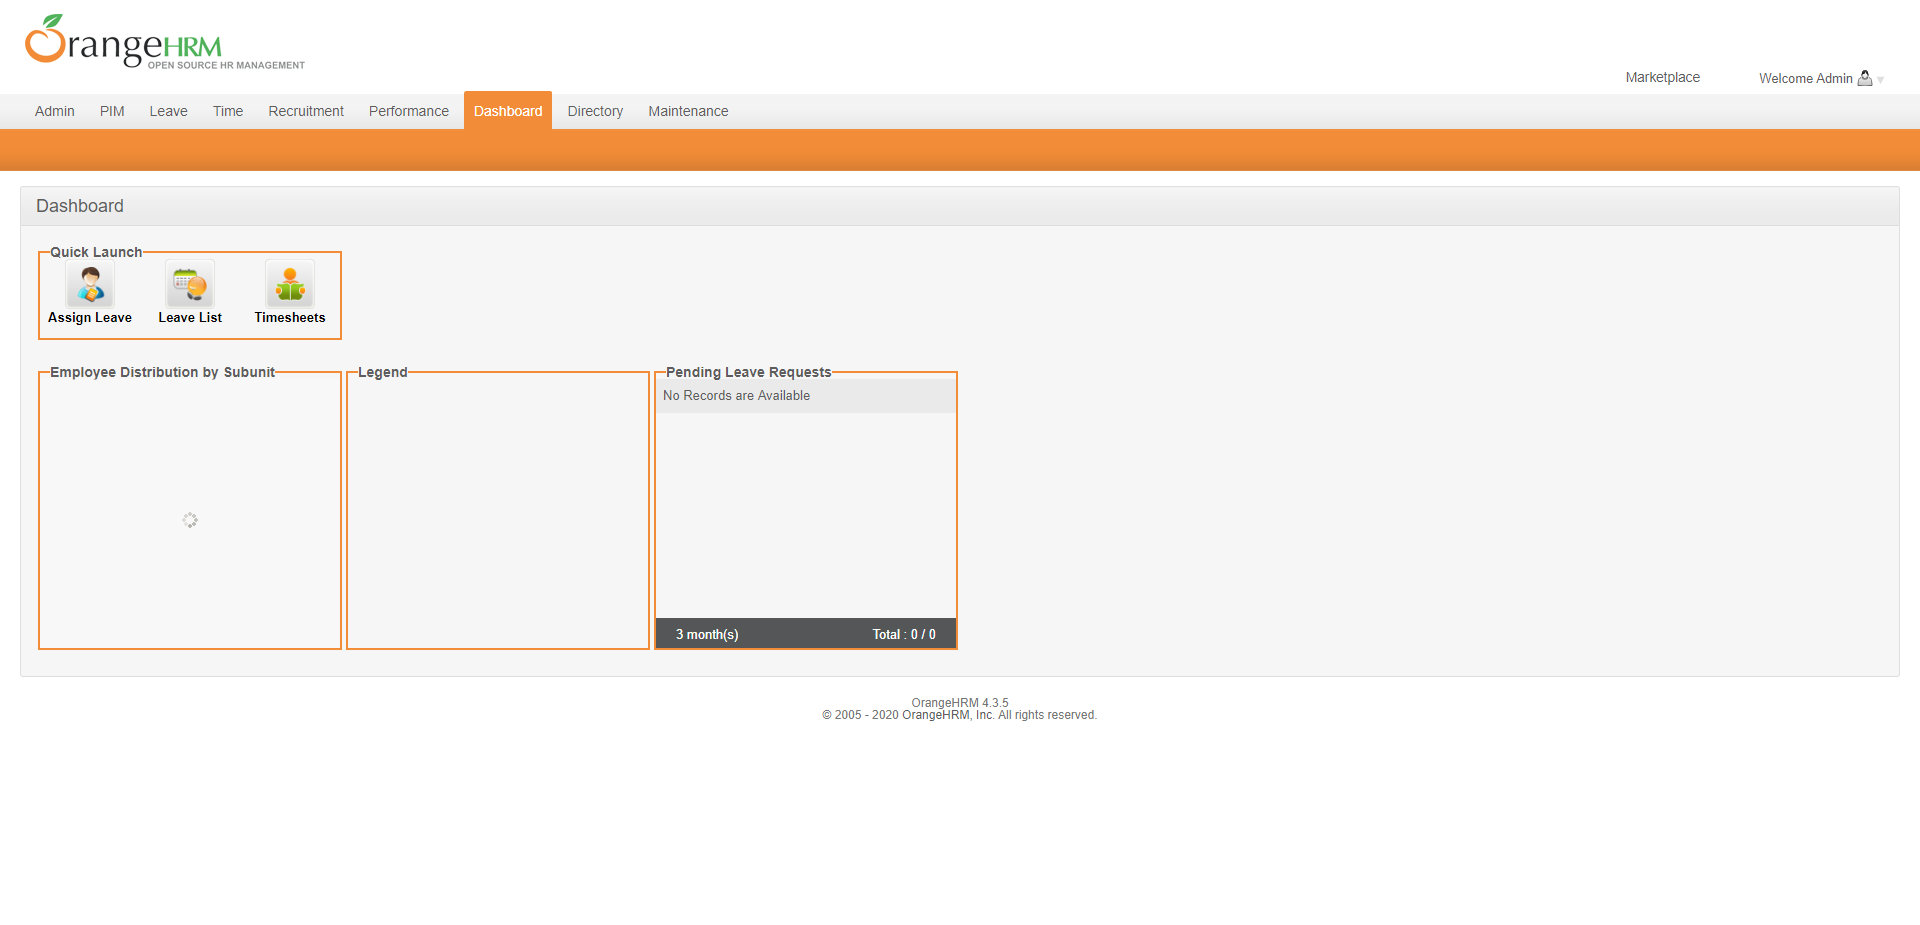 OrangeHRM
OPEN SOURCE HR MANAGEMENT
Marketplace
Welcome Admin
Admin PIM Leave Time Recruitment Performance Dashboard Directory Maintenance
Dashboard
Quick Launch
Assign Leave Leave List Timesheets
Employee Distribution by Subunit
Legend
Pending Leave Requests
No Records are Available
3 month(s) Total : 0 / 0
OrangeHRM 4.3.5
© 2005 - 2020 OrangeHRM, Inc. All rights reserved.